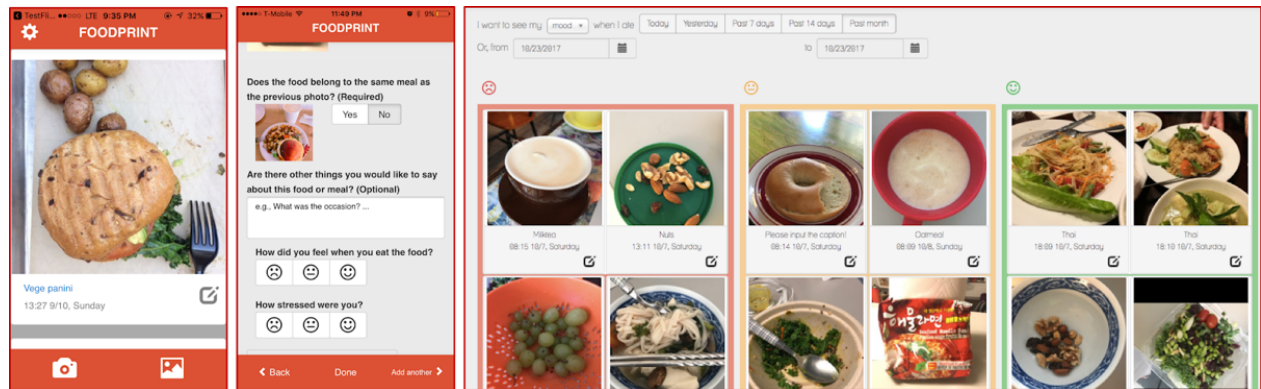 TestFli... LTE 9:35 PM 32%
FOODPRINT
Vege panini
13:27 9/10, Sunday
T-Mobile 11:49 PM 9%
FOODPRINT
Does the food belong to the same meal as
the previous photo? (Required)
Yes No
Are there other things you would like to say
about this food or meal? (Optional)
e.g., What was the occasion? ...
How did you feel when you eat the food?
How stressed were you?
Back Done Add another
I want to see my mood... when I ate Today Yesterday Past 7 days Past 14 days Past month
Or, from 10/23/2017 to 10/23/2017
Milktea
08:15 10/7, Saturday
Nuts
13:11 10/7, Saturday
Please input the caption!
08:14 10/7, Saturday
Oatmeal
08:09 10/8, Sunday
Thai
18:09 10/7, Saturday
Thai
18:10 10/7, Saturday
해물라면